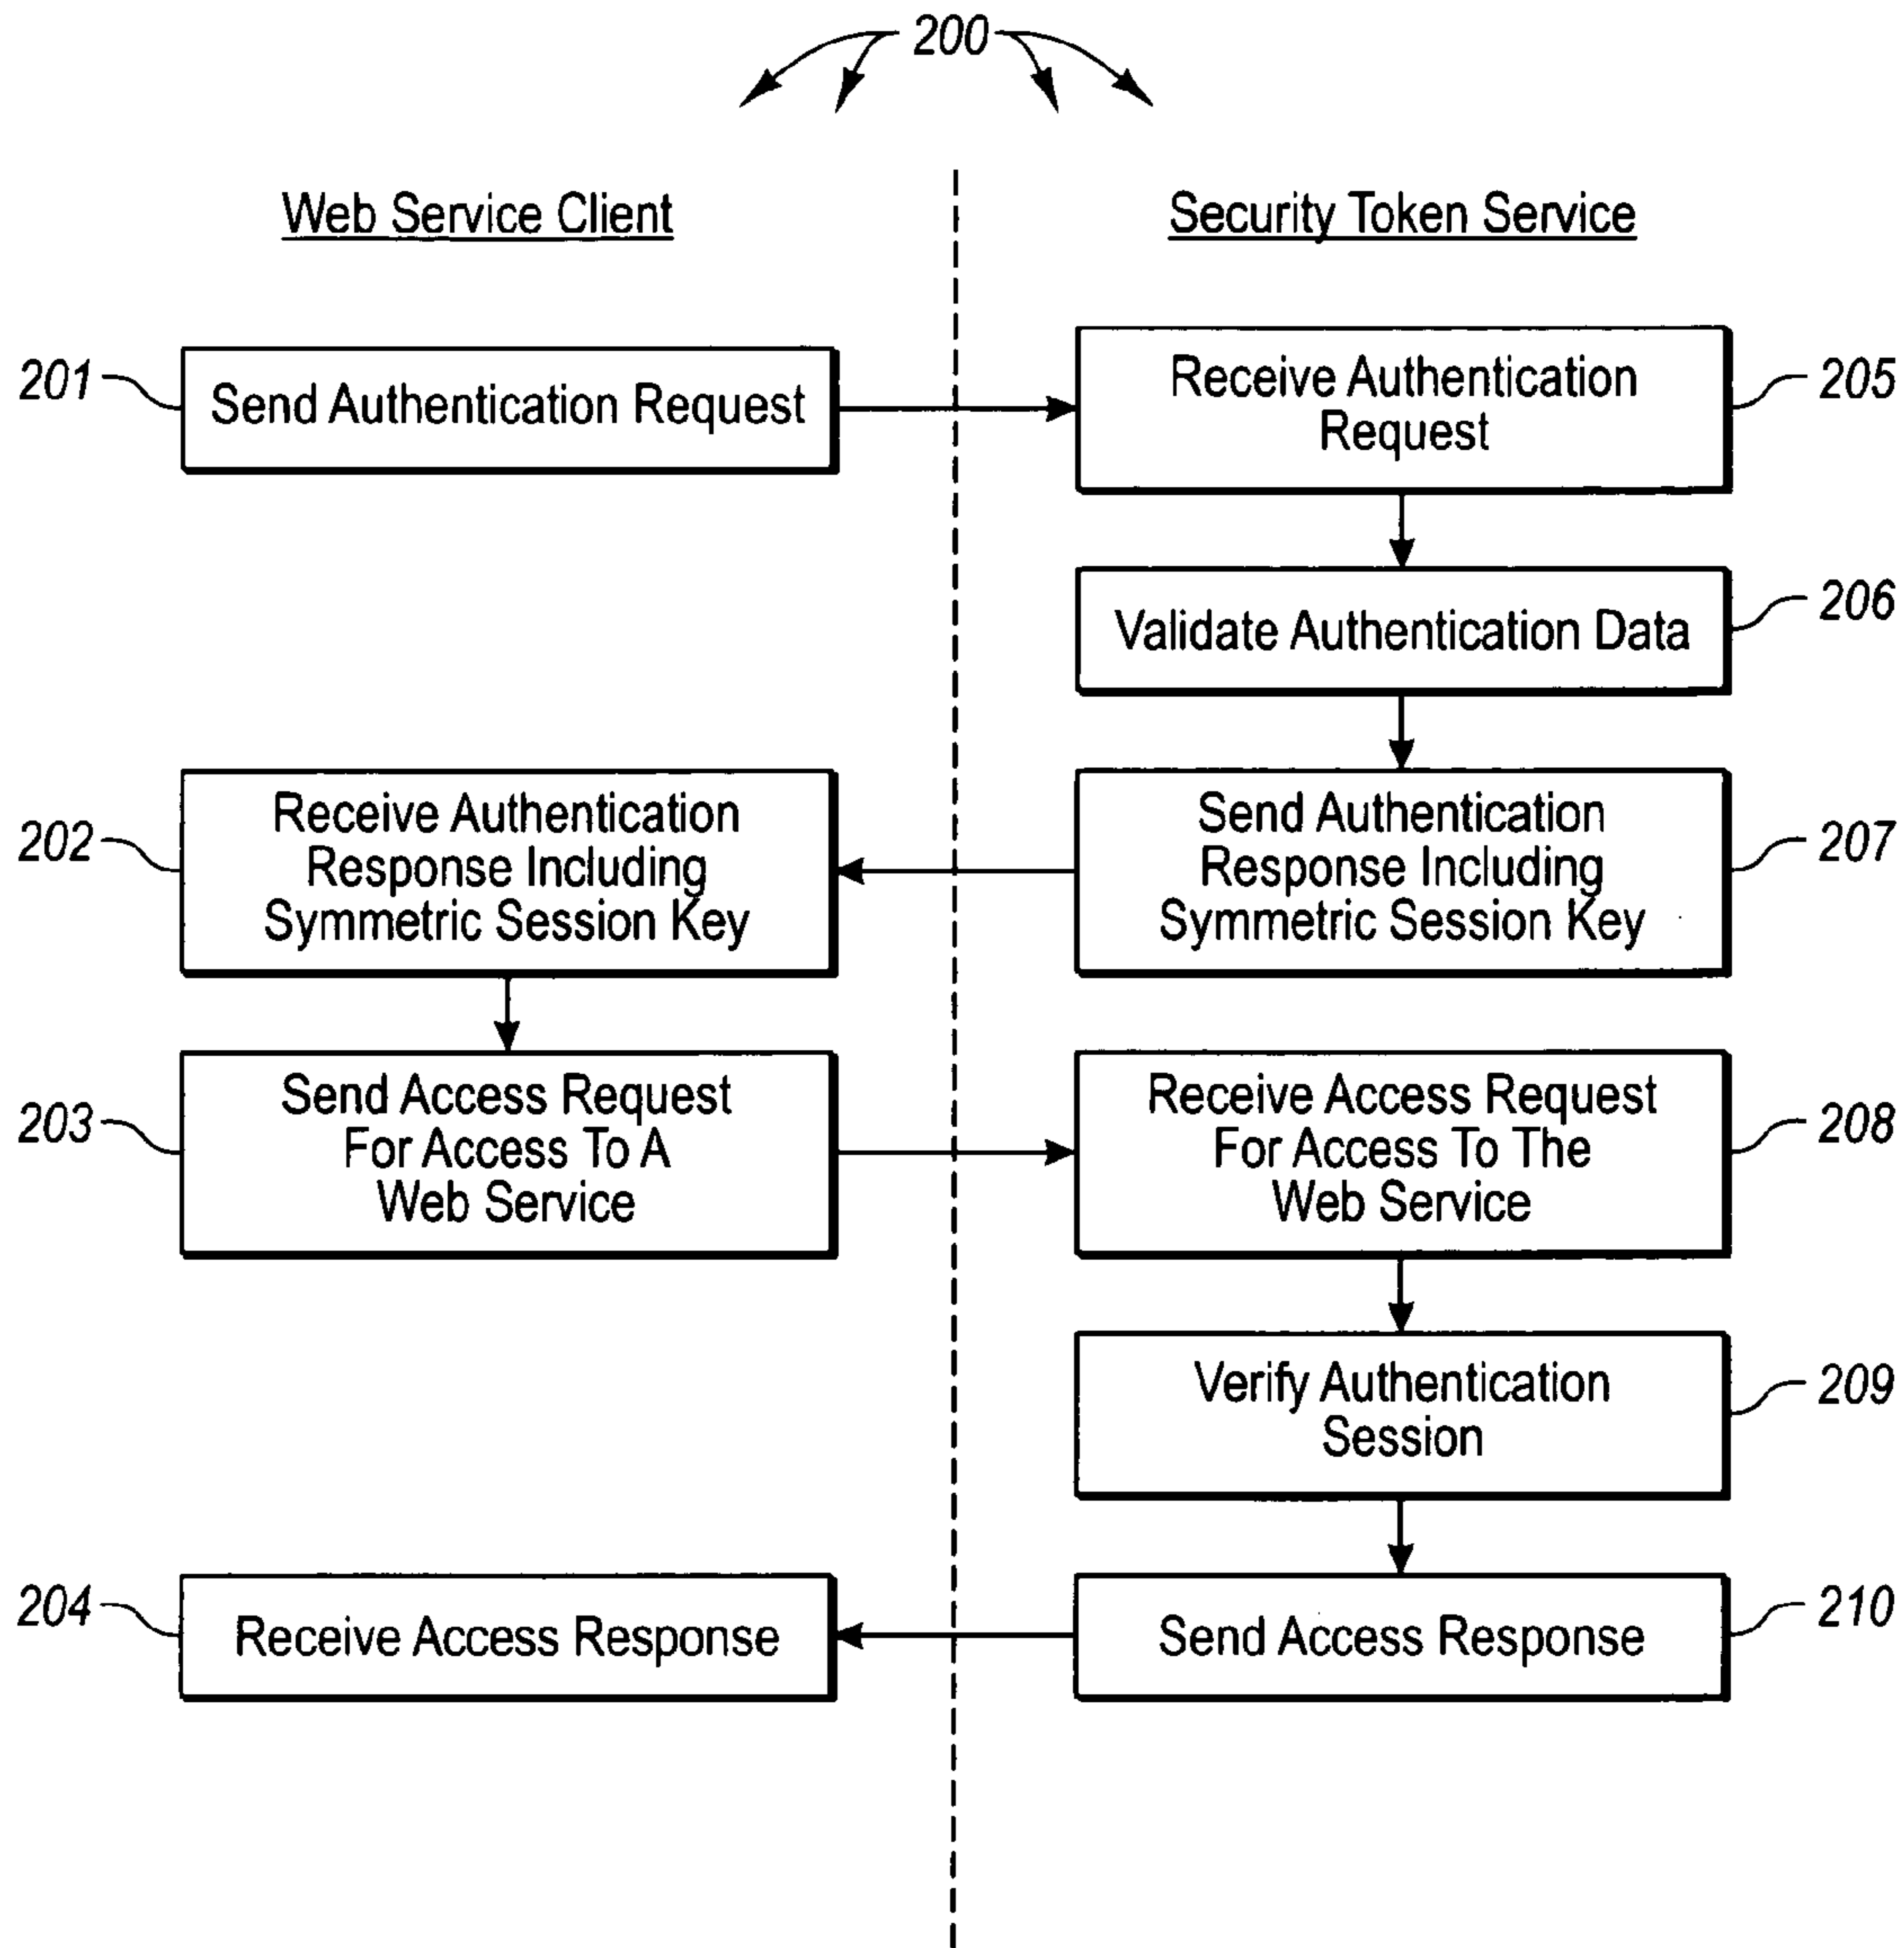 200
Web Service Client
Security Token Service
201
Send Authentication Request
Receive Authentication
Request
205
Validate Authentication Data
206
202
Receive Authentication
Response Including
Symmetric Session Key
Send Authentication
Response Including
Symmetric Session Key
207
203
Send Access Request
For Access To A
Web Service
Receive Access Request
For Access To The
Web Service
208
Verify Authentication
Session
209
204
Receive Access Response
Send Access Response
210